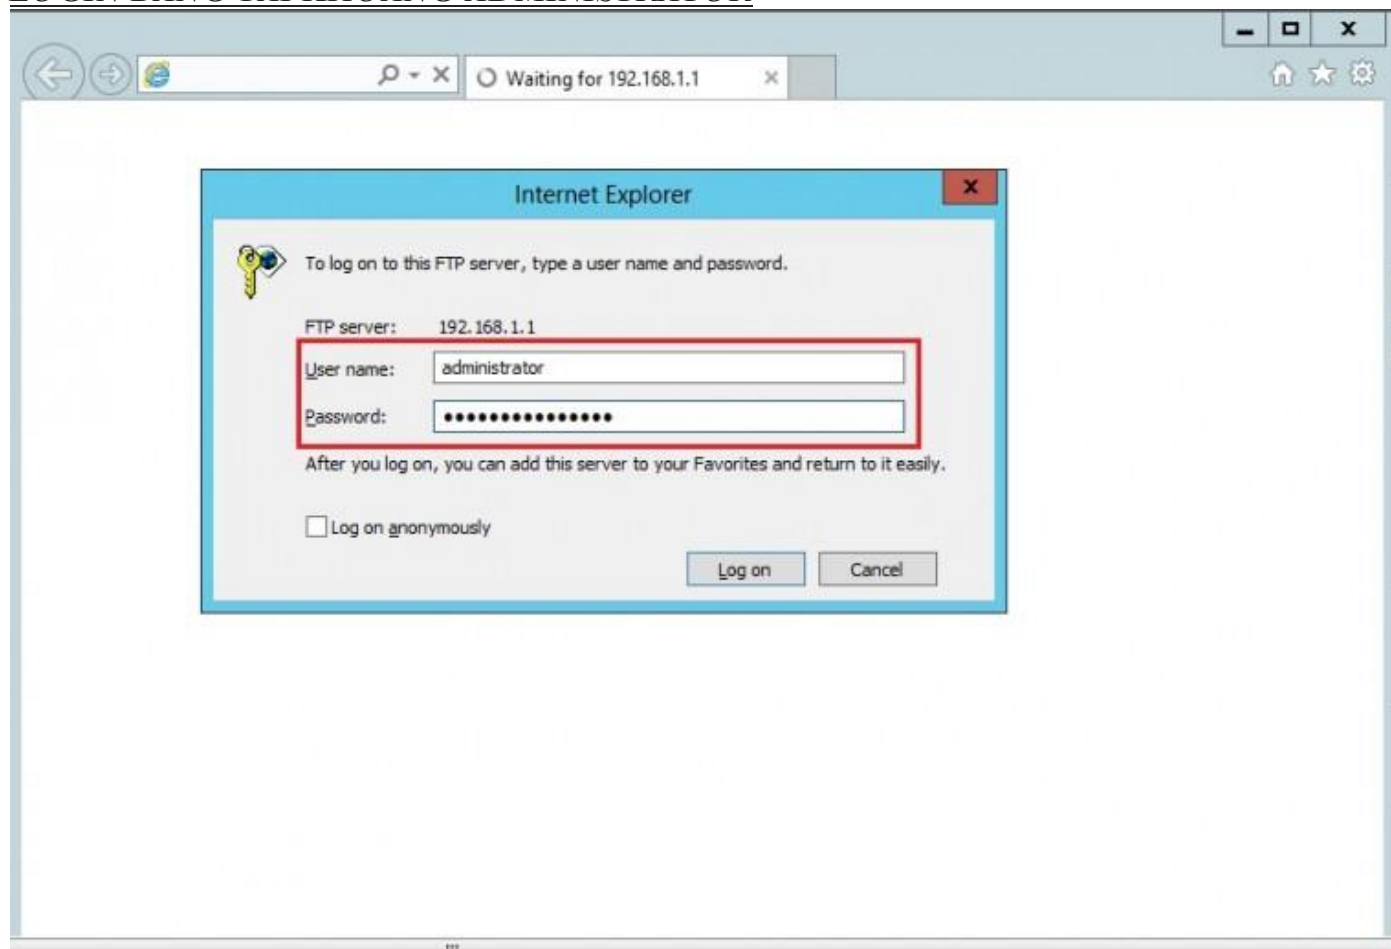 Waiting for 192.168.1.1
Internet Explorer
To log on to this FTP server, type a user name and password.
FTP server: 192.168.1.1
User name: administrator
Password: •••••••••••••••
After you log on, you can add this server to your Favorites and return to it easily.
Log on anonymously
Log on Cancel